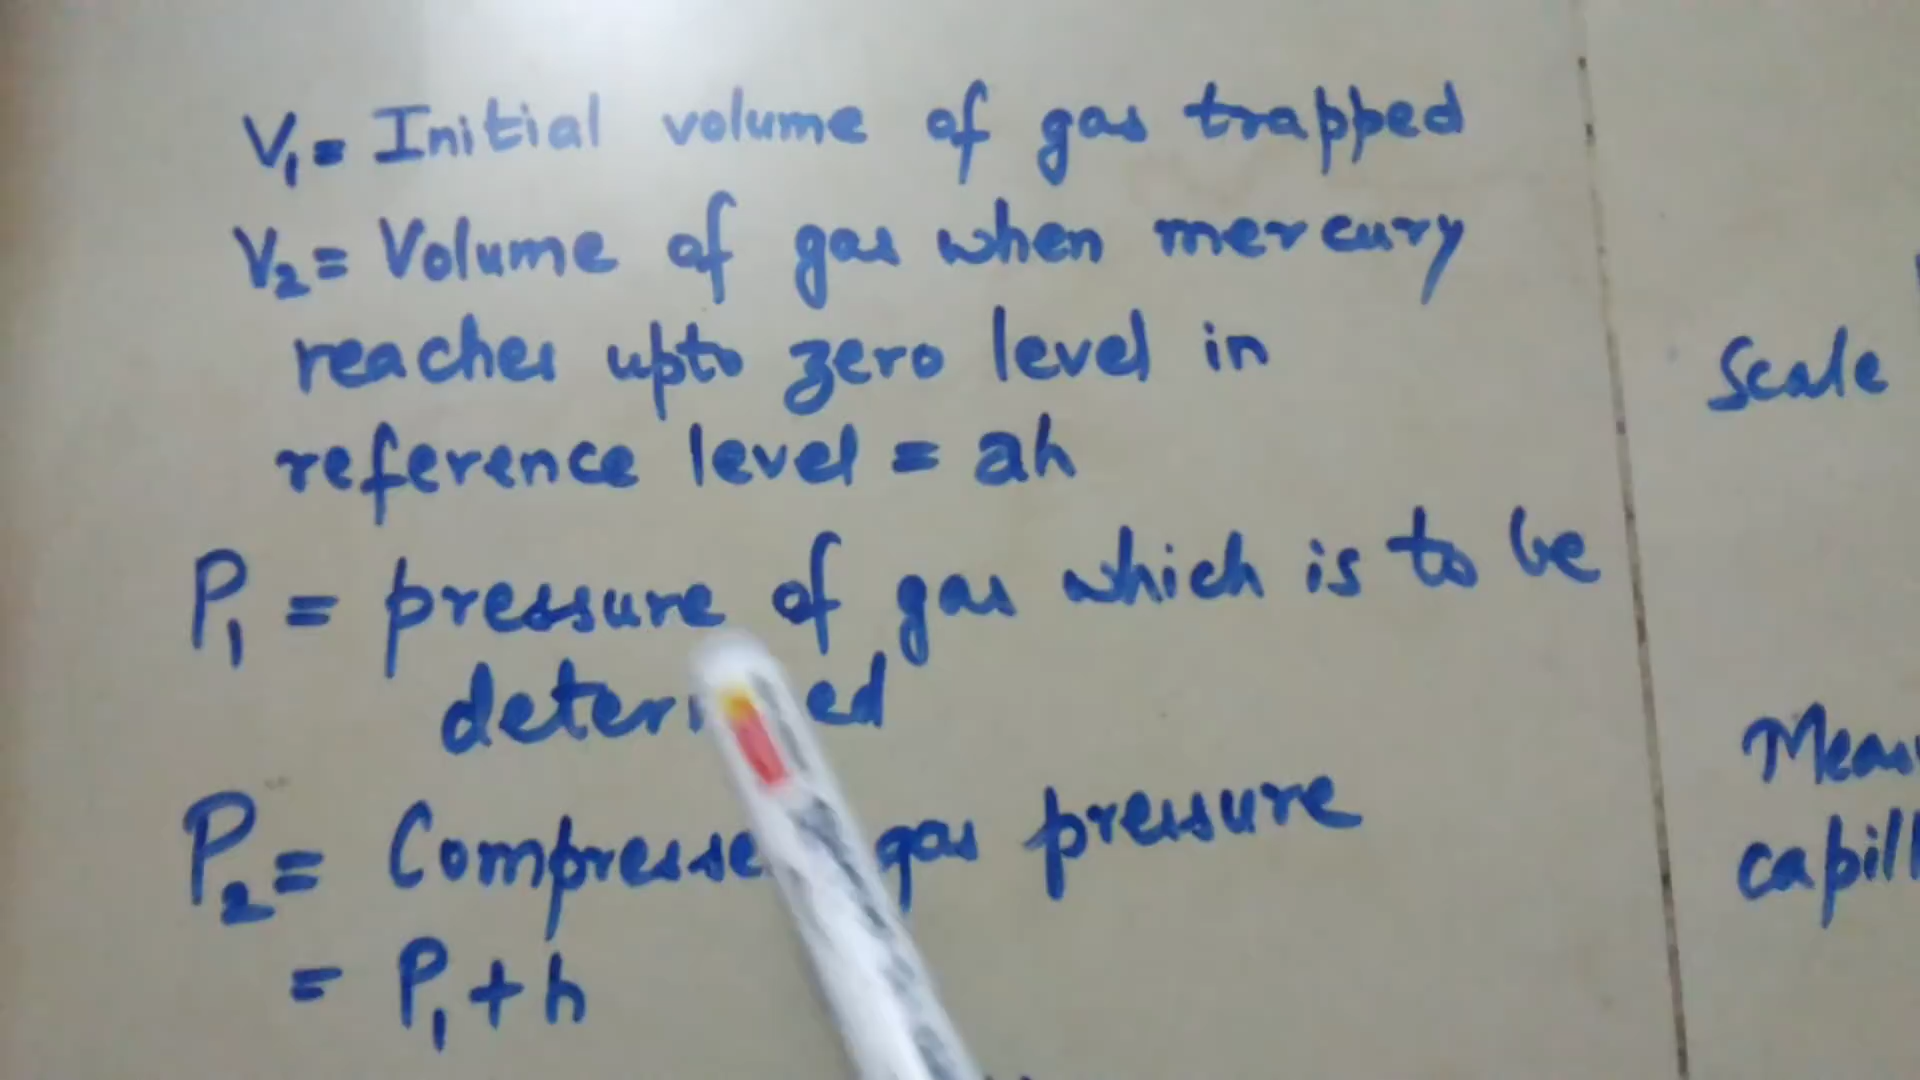 V₁ = Initial volume of gas trapped
V₂ = Volume of gas when mercury
reaches upto zero level in
reference level = ah
P₁ = pressure of gas which is to be
P₂ = gas pressure
= P₁ + h
Scale